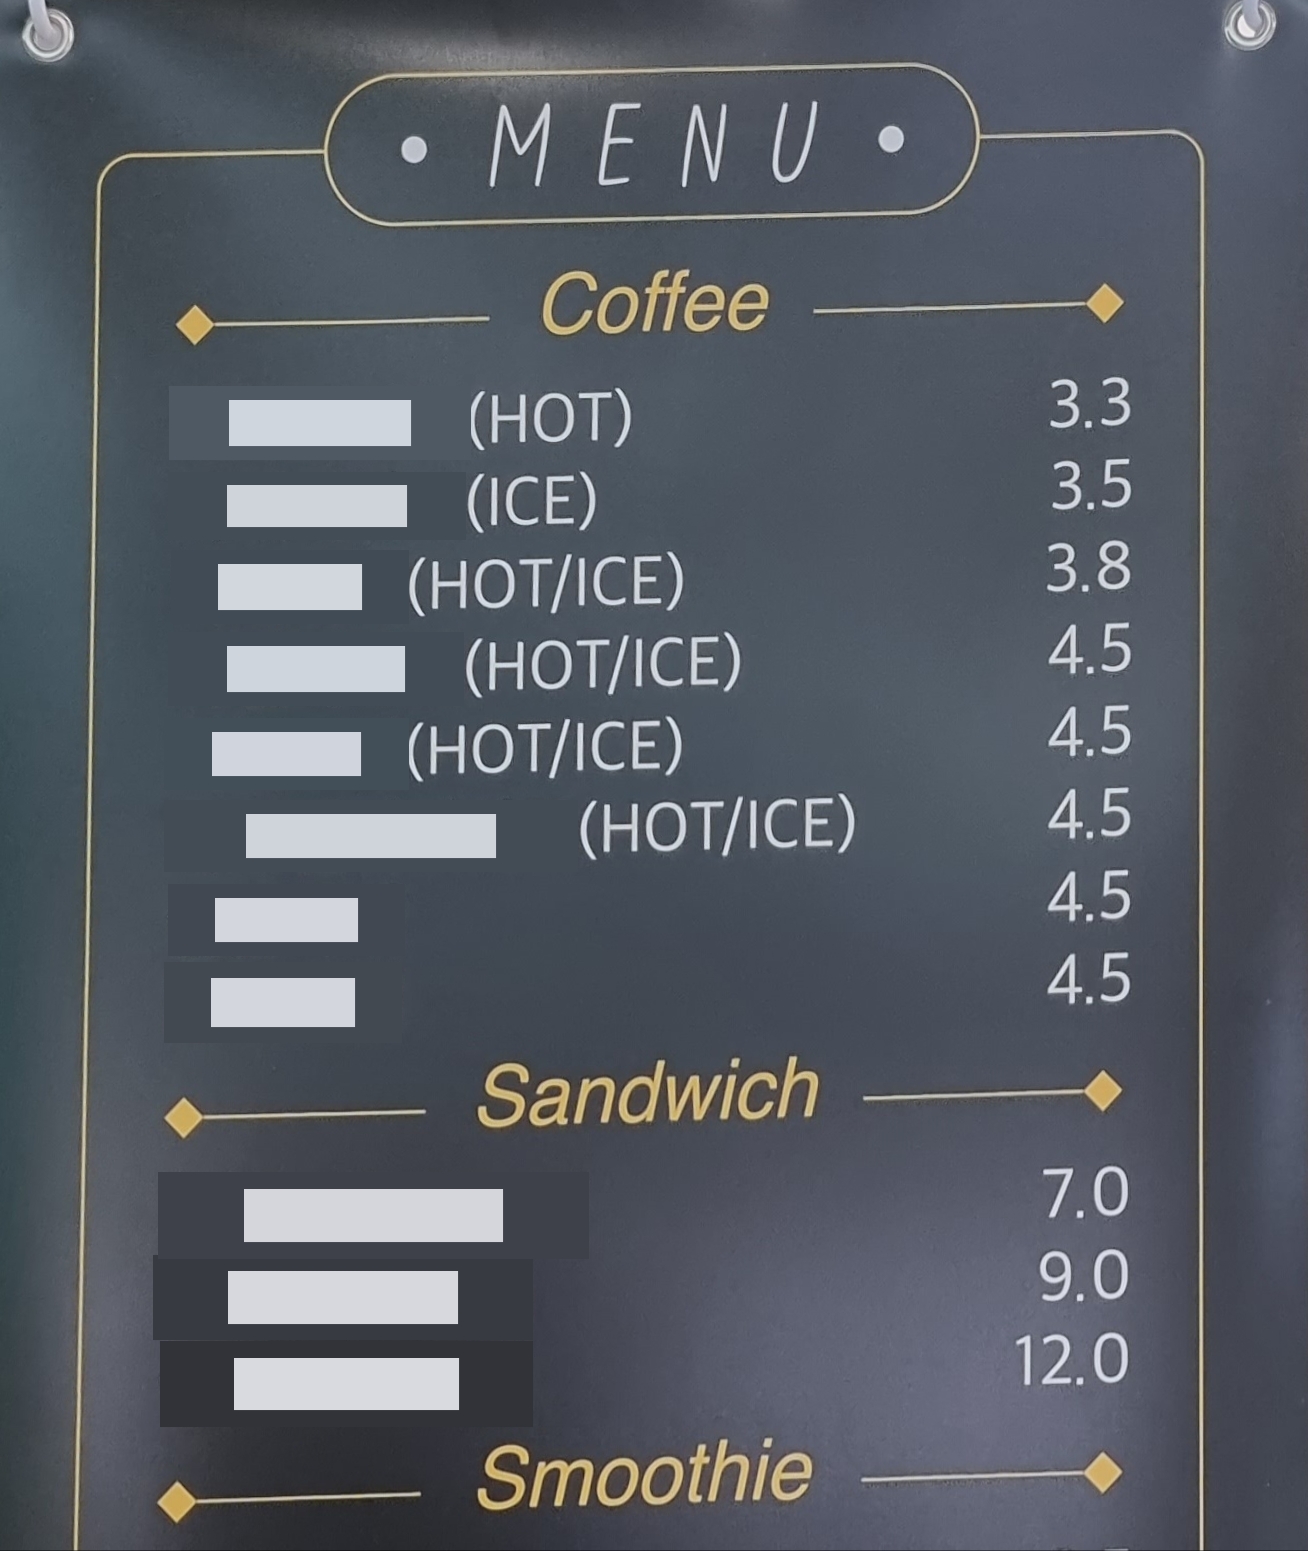 • MENU •
Coffee
(HOT) 3.3
(ICE) 3.5
(HOT/ICE) 3.8
(HOT/ICE) 4.5
(HOT/ICE) 4.5
(HOT/ICE) 4.5
4.5
4.5
Sandwich
7.0
9.0
12.0
Smoothie